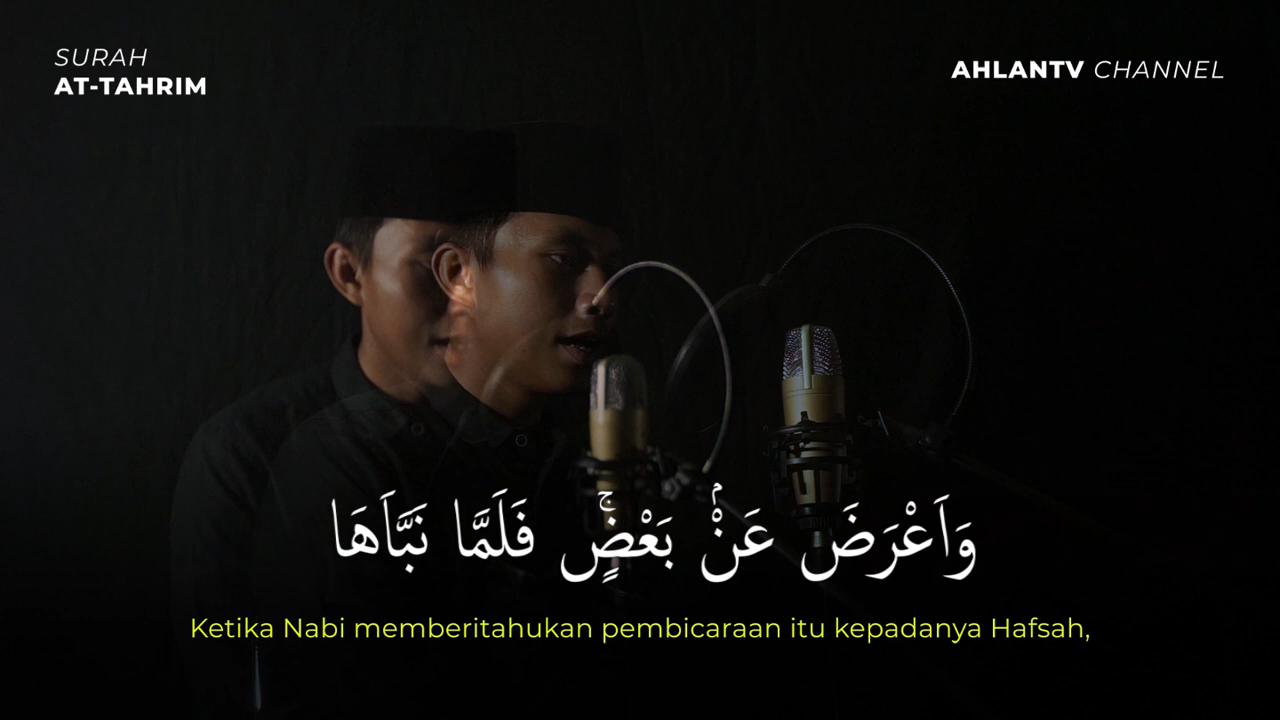 SURAH
AT-TAHRIM
AHLANTV CHANNEL
وَاَعْرَضَ عَنْۢ بَعْضٍۚ فَلَمَّا نَبَّاَهَا
Ketika Nabi memberitahukan pembicaraan itu kepadanya Hafsah,